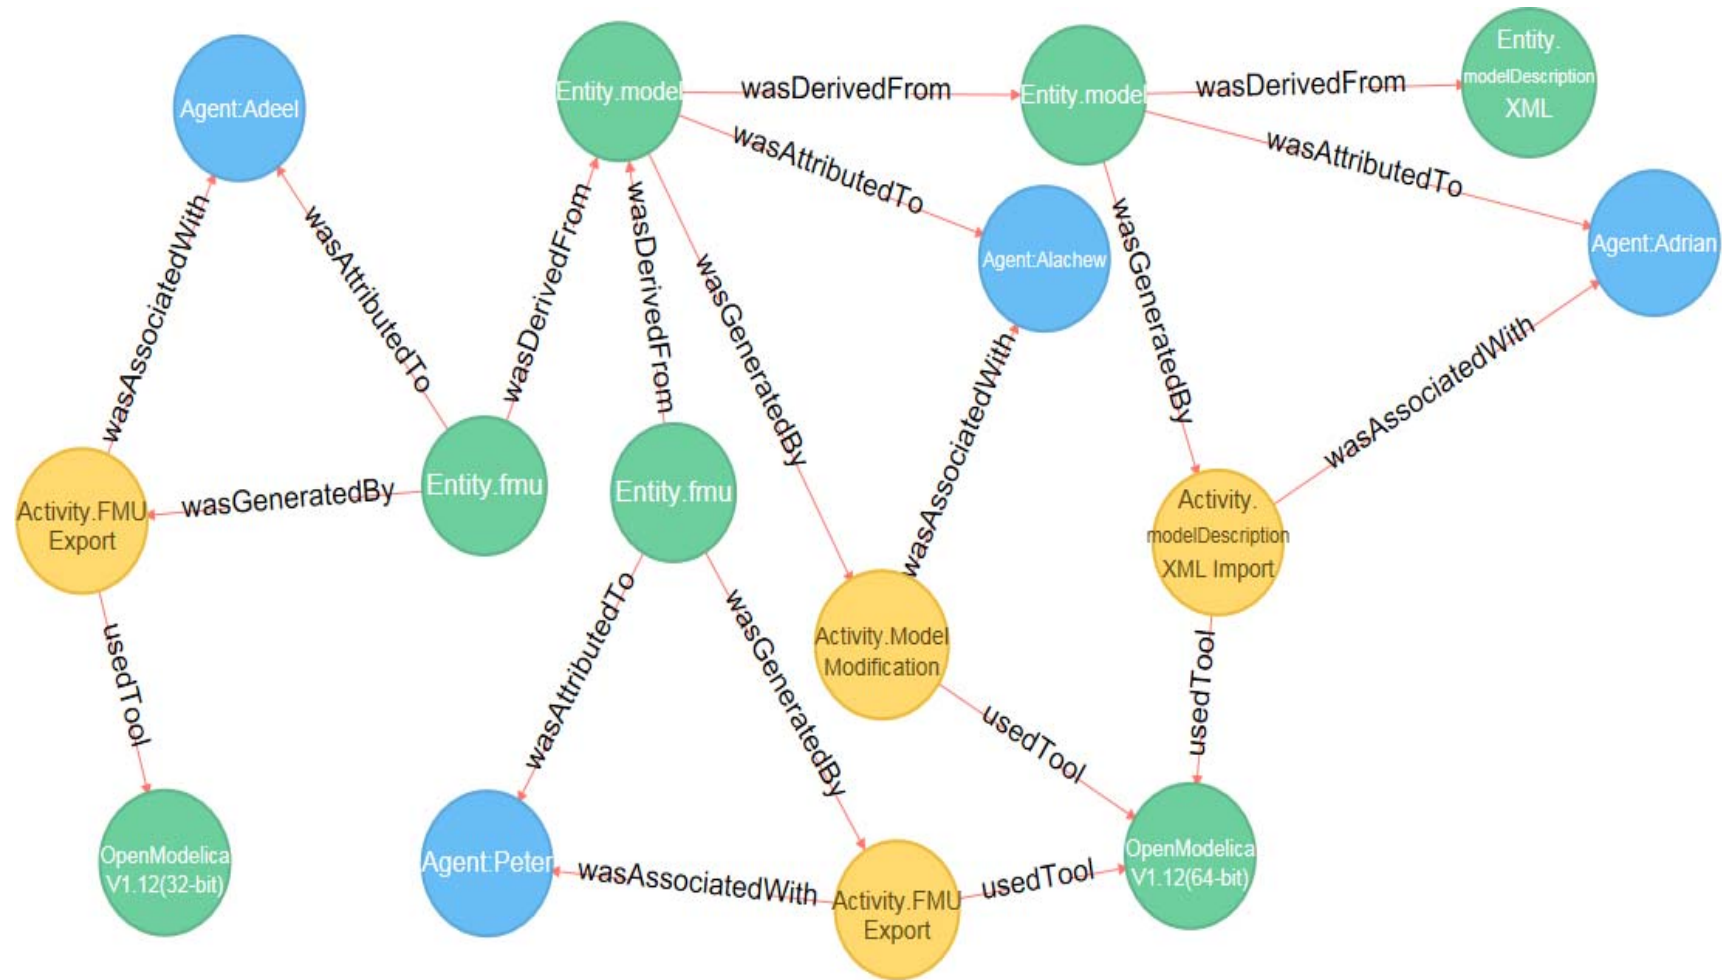 Entity.
modelDescription
XML
Agent:Adeel
Entity.model
wasDerivedFrom
Entity.model
wasDerivedFrom
wasAttributedTo
wasAttributedTo
Agent:Alachew
Agent:Adrian
wasAssociatedWith
wasAttributedTo
wasDerivedFrom
wasDerivedFrom
wasGeneratedBy
wasGeneratedBy
wasAssociatedWith
wasAssociatedWith
Activity.FMU
Export
wasGeneratedBy
Entity.fmu
Entity.fmu
Activity.
modelDescription
XML Import
usedTool
wasAttributedTo
wasGeneratedBy
Activity.Model
Modification
usedTool
usedTool
OpenModelica
V1.12(32-bit)
Agent:Peter
wasAssociatedWith
Activity.FMU
Export
usedTool
OpenModelica
V1.12(64-bit)